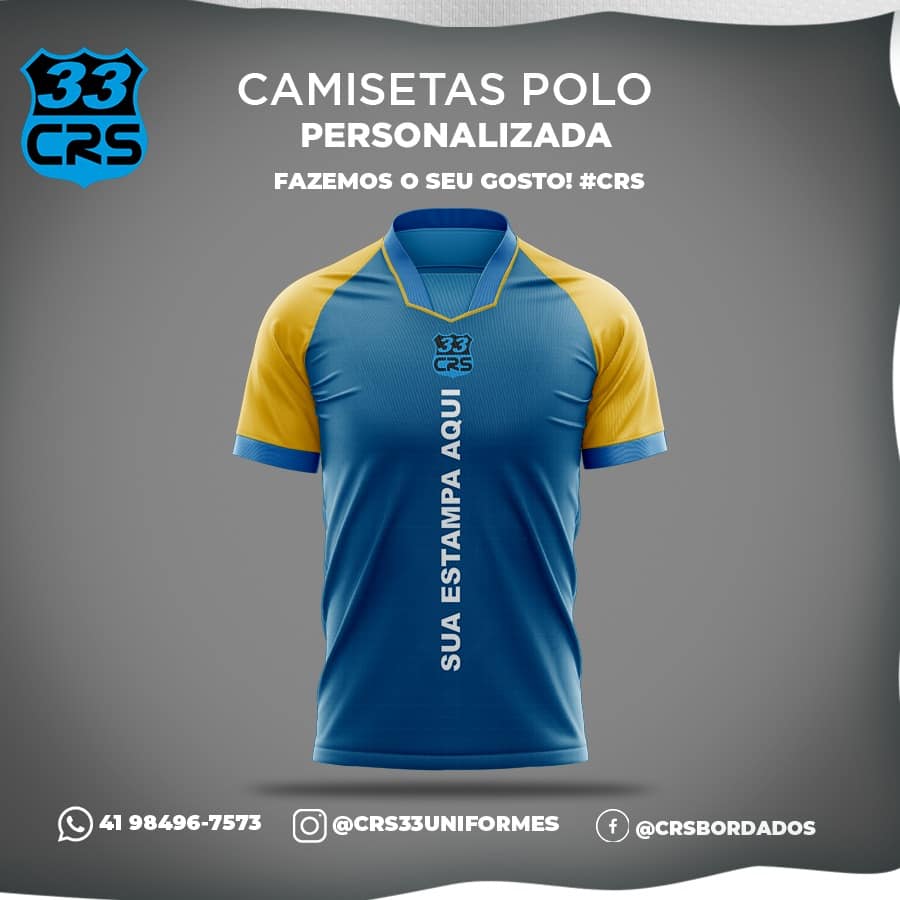 33
CRS
CAMISETAS POLO
PERSONALIZADA
FAZEMOS O SEU GOSTO! #CRS
33
CRS
SUA ESTAMPA AQUI
41 98496-7573
@CRS33UNIFORMES
@CRSBORDADOS